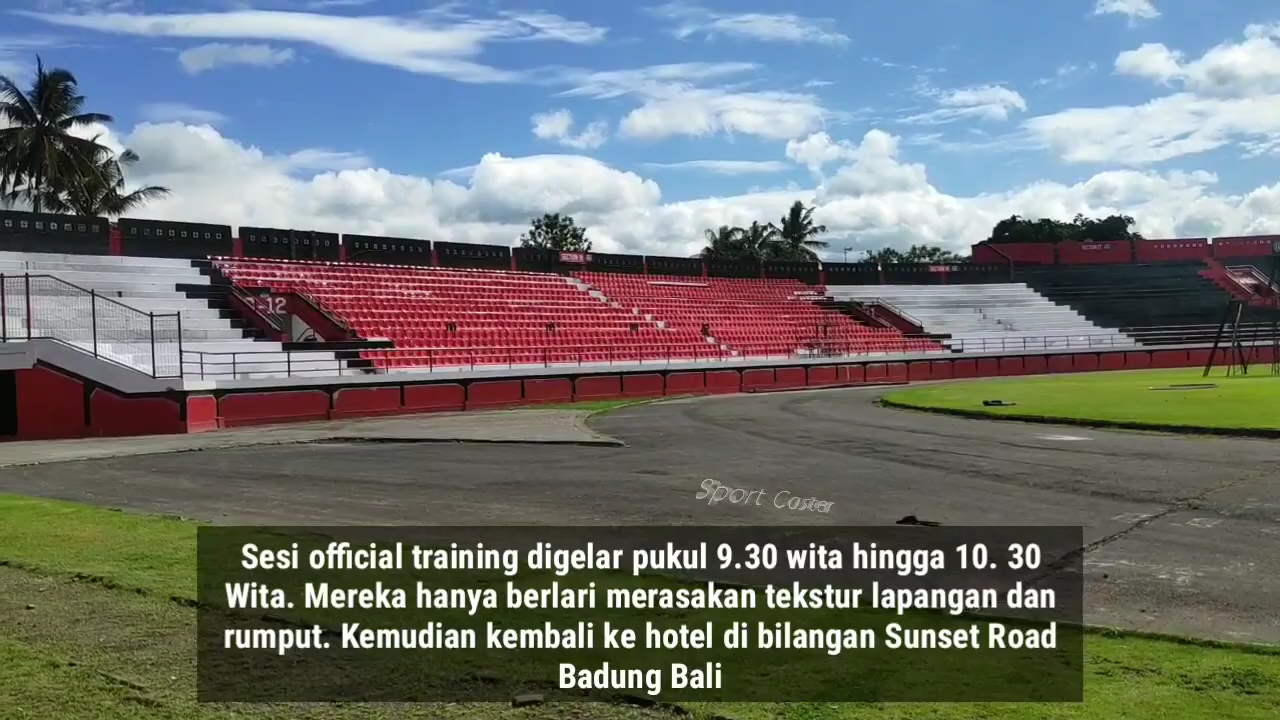 Sport Caster
Sesi official training digelar pukul 9.30 wita hingga 10. 30
Wita. Mereka hanya berlari merasakan tekstur lapangan dan
rumput. Kemudian kembali ke hotel di bilangan Sunset Road
Badung Bali